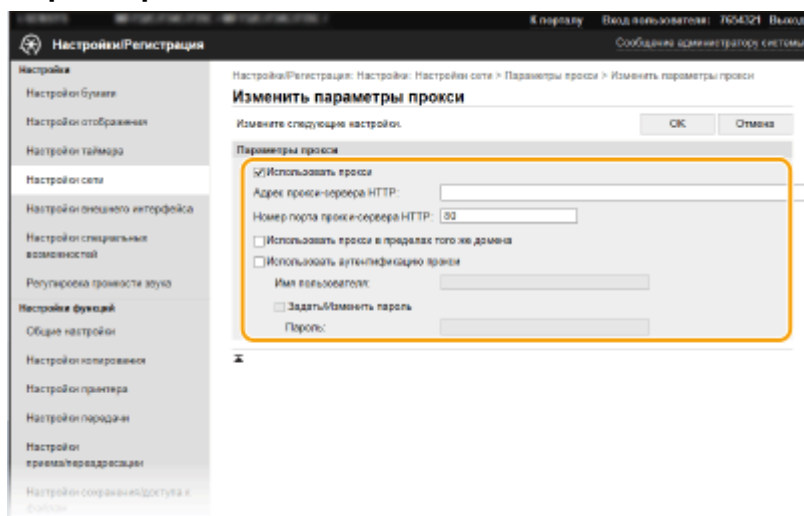 К порталу Вход пользователя: 7654321 Выход
Настройки/Регистрация
Сообщение администратору системы
Настройки
Настройки бумаги
Настройки отображения
Настройки таймера
Настройки сети
Настройки внешнего интерфейса
Настройки специальных
возможностей
Регулировка громкости звука
Настройки функций
Общие настройки
Настройки копирования
Настройки принтера
Настройки передачи
Настройки
приема/переадресации
Настройки сохранения/доступа к
файлам
Настройки/Регистрация: Настройки: Настройки сети > Параметры прокси > Изменить параметры прокси
Изменить параметры прокси
Измените следующие настройки.
OK Отмена
Параметры прокси
Использовать прокси
Адрес прокси-сервера HTTP:
Номер порта прокси-сервера HTTP: 80
Использовать прокси в пределах того же домена
Использовать аутентификацию прокси
Имя пользователя:
Задать/Изменить пароль
Пароль: